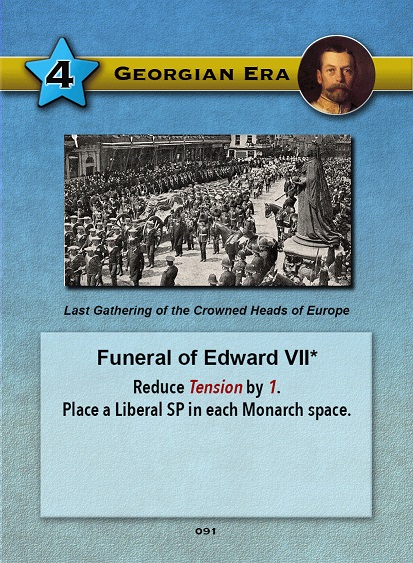 4
GEORGIAN ERA
Last Gathering of the Crowned Heads of Europe
Funeral of Edward VII*
Reduce Tension by 1.
Place a Liberal SP in each Monarch space.
091